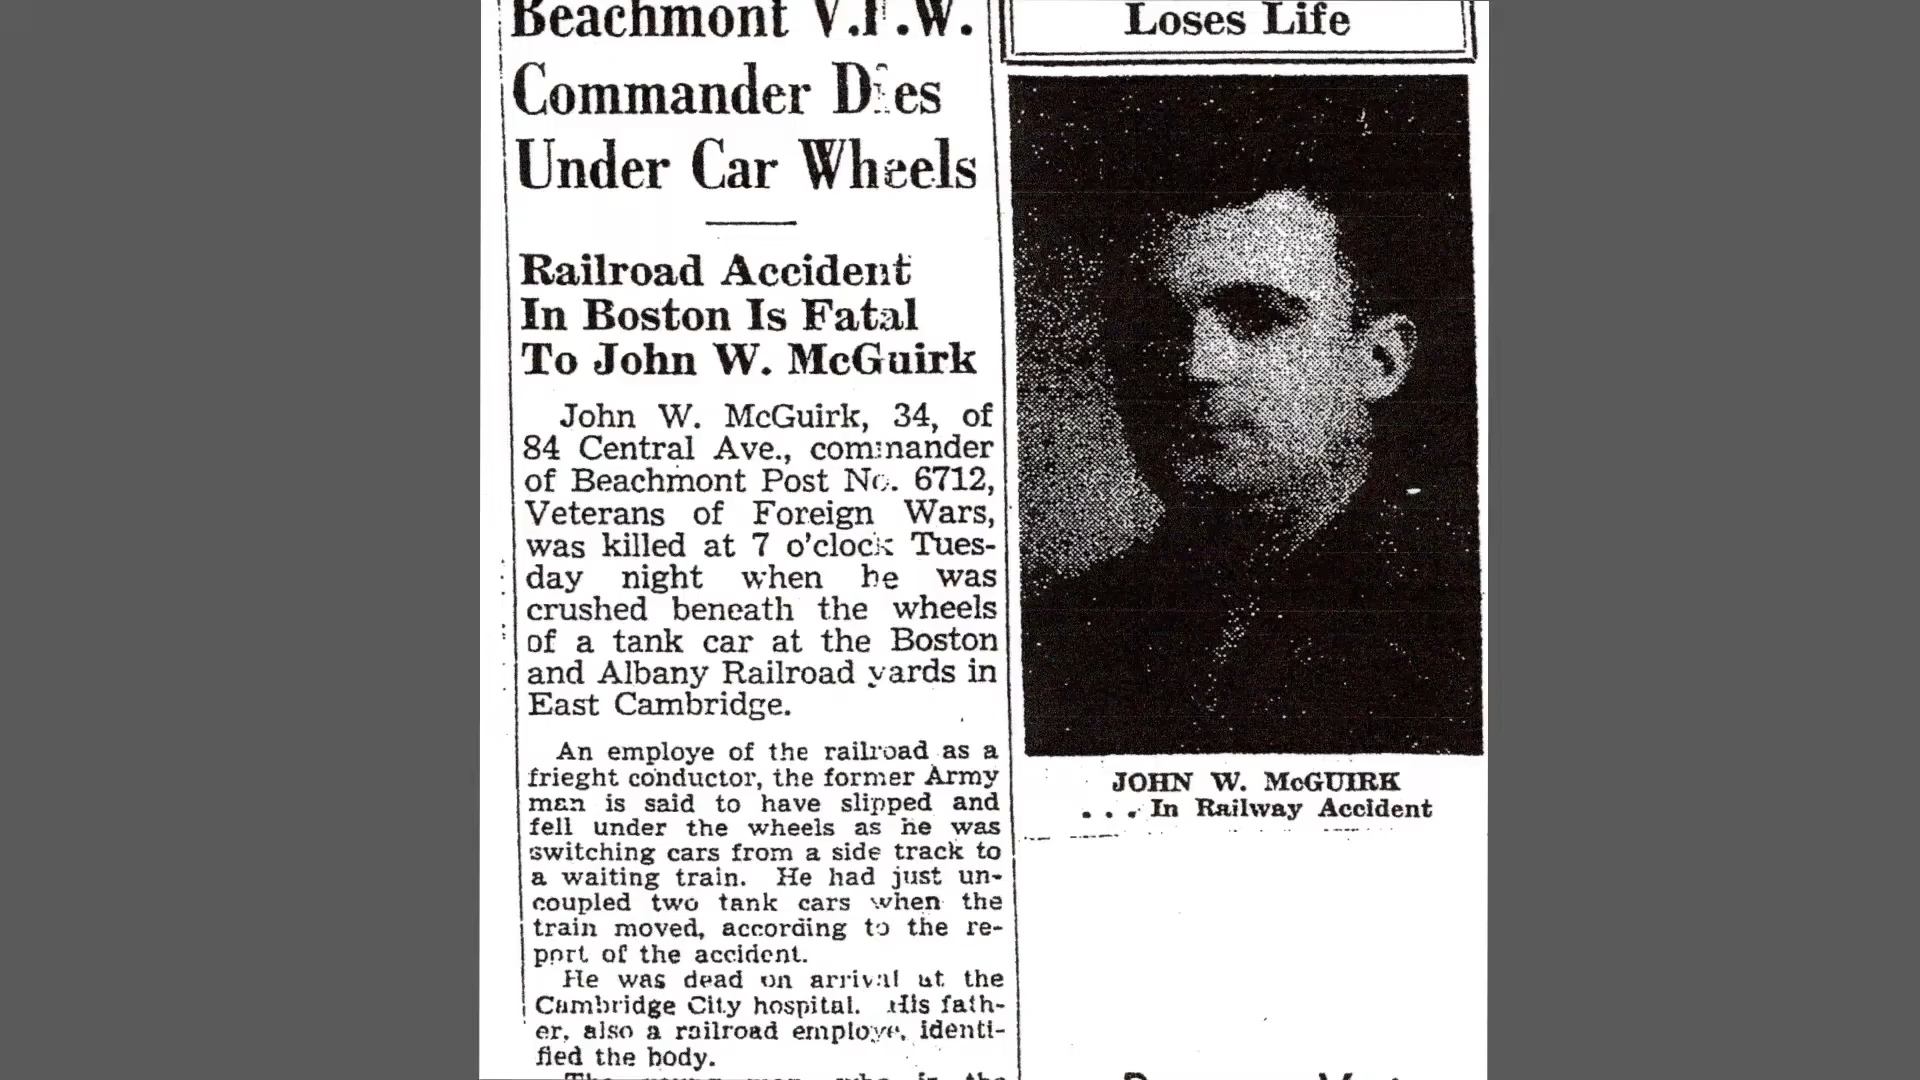 Beachmont V.F.W.
Commander Dies
Under Car Wheels
Railroad Accident
In Boston Is Fatal
To John W. McGuirk
John W. McGuirk, 34, of
84 Central Ave., commander
of Beachmont Post No. 6712,
Veterans of Foreign Wars,
was killed at 7 o'clock Tues-
day night when he was
crushed beneath the wheels
of a tank car at the Boston
and Albany Railroad yards in
East Cambridge.
An employe of the railroad as a
frieght conductor, the former Army
man is said to have slipped and
fell under the wheels as he was
switching cars from a side track to
a waiting train. He had just un-
coupled two tank cars when the
train moved, according to the re-
port of the accident.
He was dead on arrival at the
Cambridge City hospital. His fath-
er, also a railroad employe, identi-
fied the body.
Loses Life
JOHN W. McGUIRK
. . . In Railway Accident